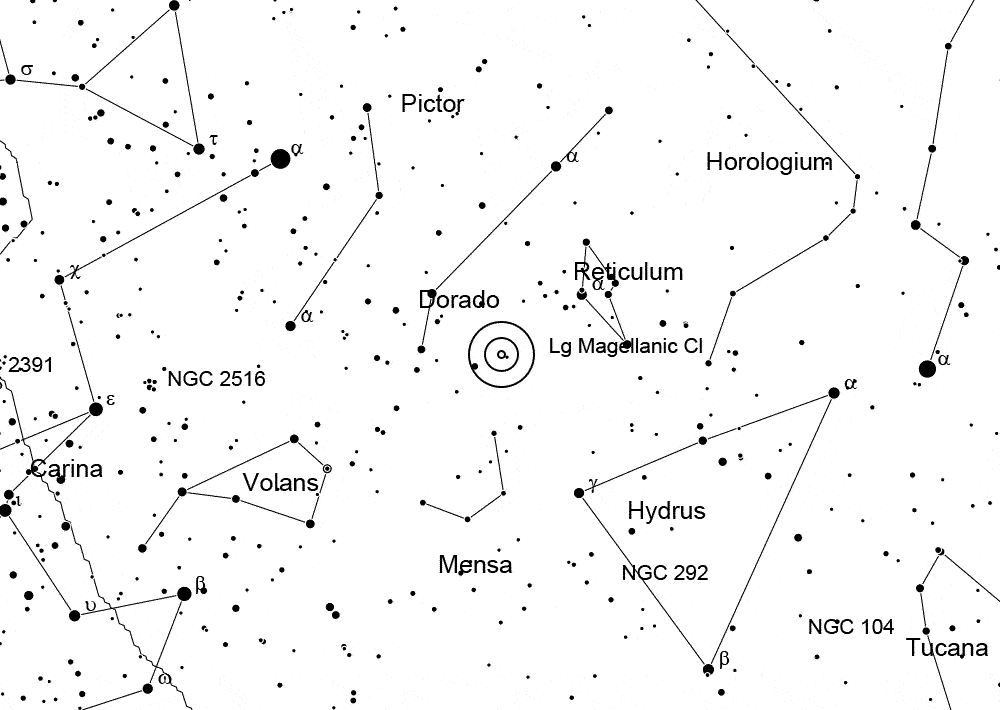 σ
Pictor
τ
α
α
Horologium
χ
Reticulum
α
Dorado
α
Lg Magellanic Cl
α
2391
NGC 2516
α
ε
Carina
Volans
γ
ι
Hydrus
Mensa
NGC 292
β
υ
NGC 104
Tucana
β
ω